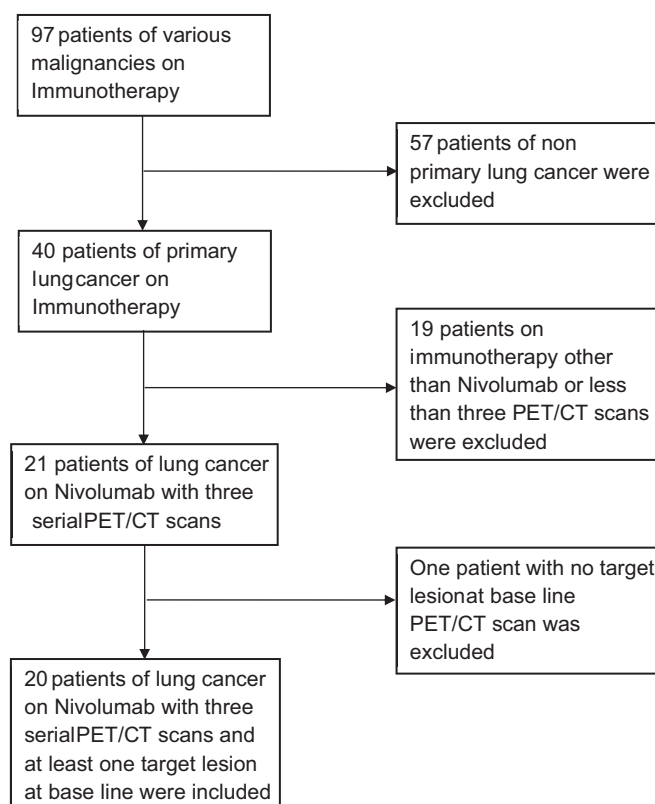 97 patients of various
malignancies on
Immunotherapy
57 patients of non
primary lung cancer were
excluded
40 patients of primary
lungcancer on
Immunotherapy
19 patients on
immunotherapy other
than Nivolumab or less
than three PET/CT scans
were excluded
21 patients of lung cancer
on Nivolumab with three
serialPET/CT scans
One patient with no target
lesionat base line
PET/CT scan was
excluded
20 patients of lung cancer
on Nivolumab with three
serialPET/CT scans and
at least one target lesion
at base line were included